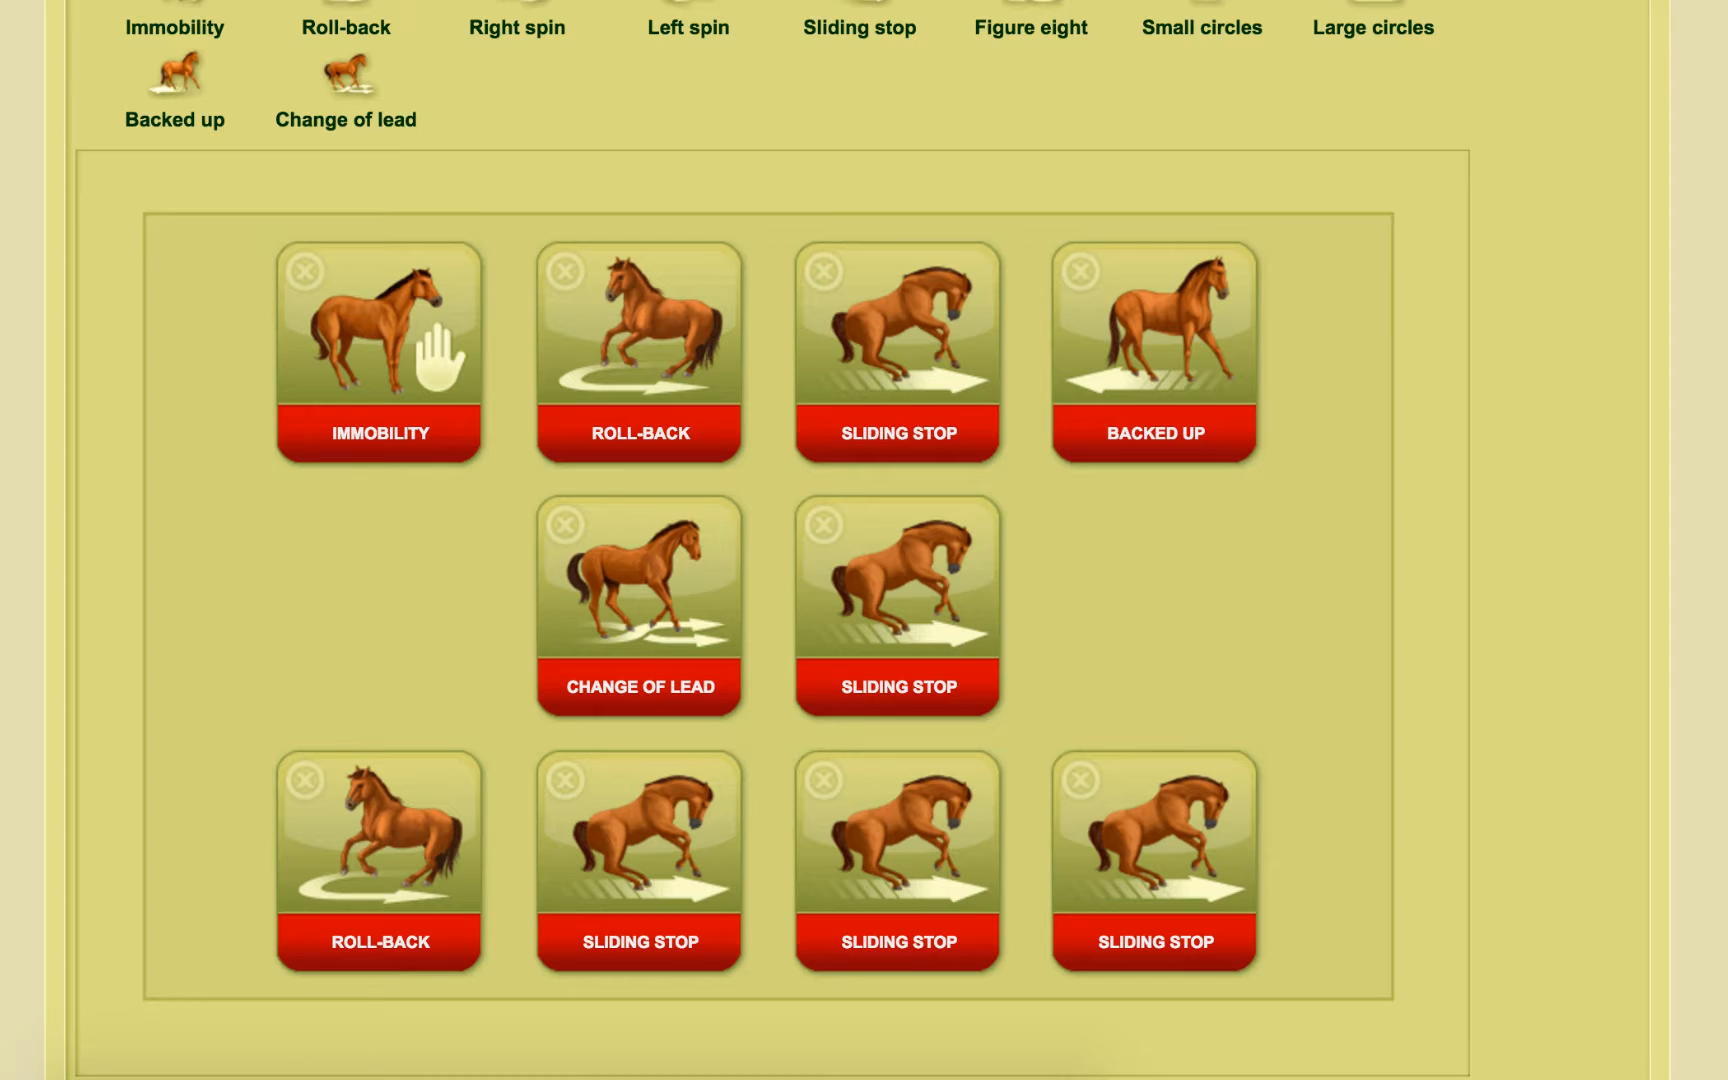 Immobility Roll-back Right spin Left spin Sliding stop Figure eight Small circles Large circles
Backed up Change of lead
IMMOBILITY ROLL-BACK SLIDING STOP BACKED UP
CHANGE OF LEAD SLIDING STOP
ROLL-BACK SLIDING STOP SLIDING STOP SLIDING STOP